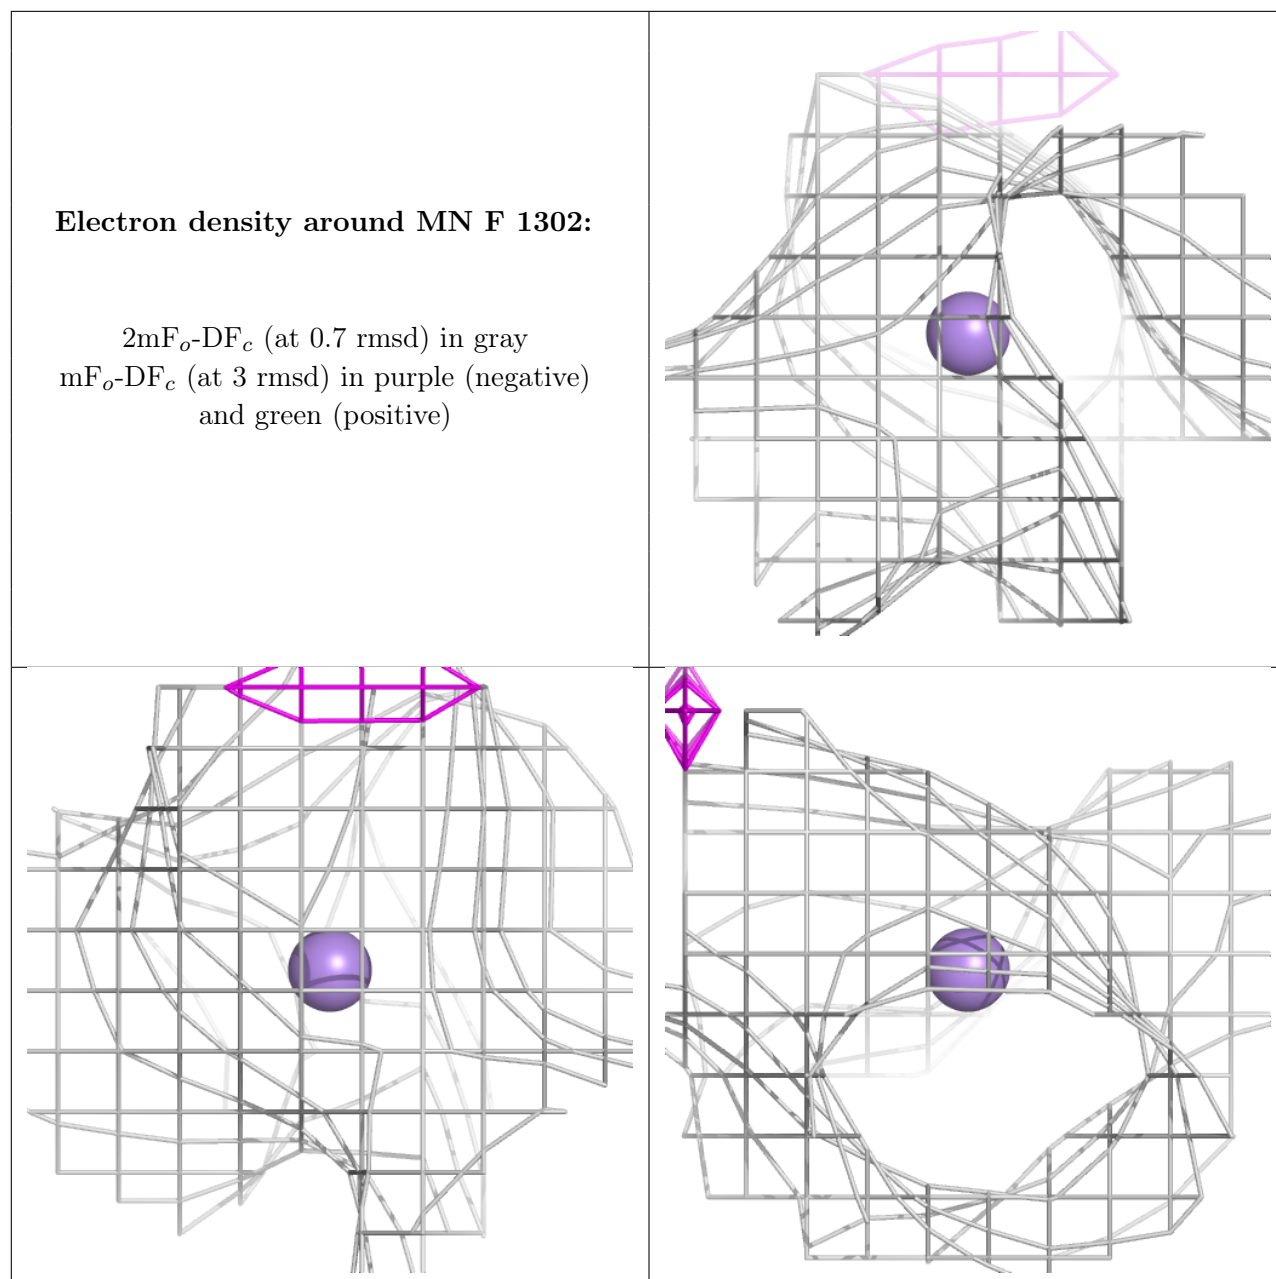 Electron density around MN F 1302:
2mFo-DFc (at 0.7 rmsd) in gray
mFo-DFc (at 3 rmsd) in purple (negative)
and green (positive)